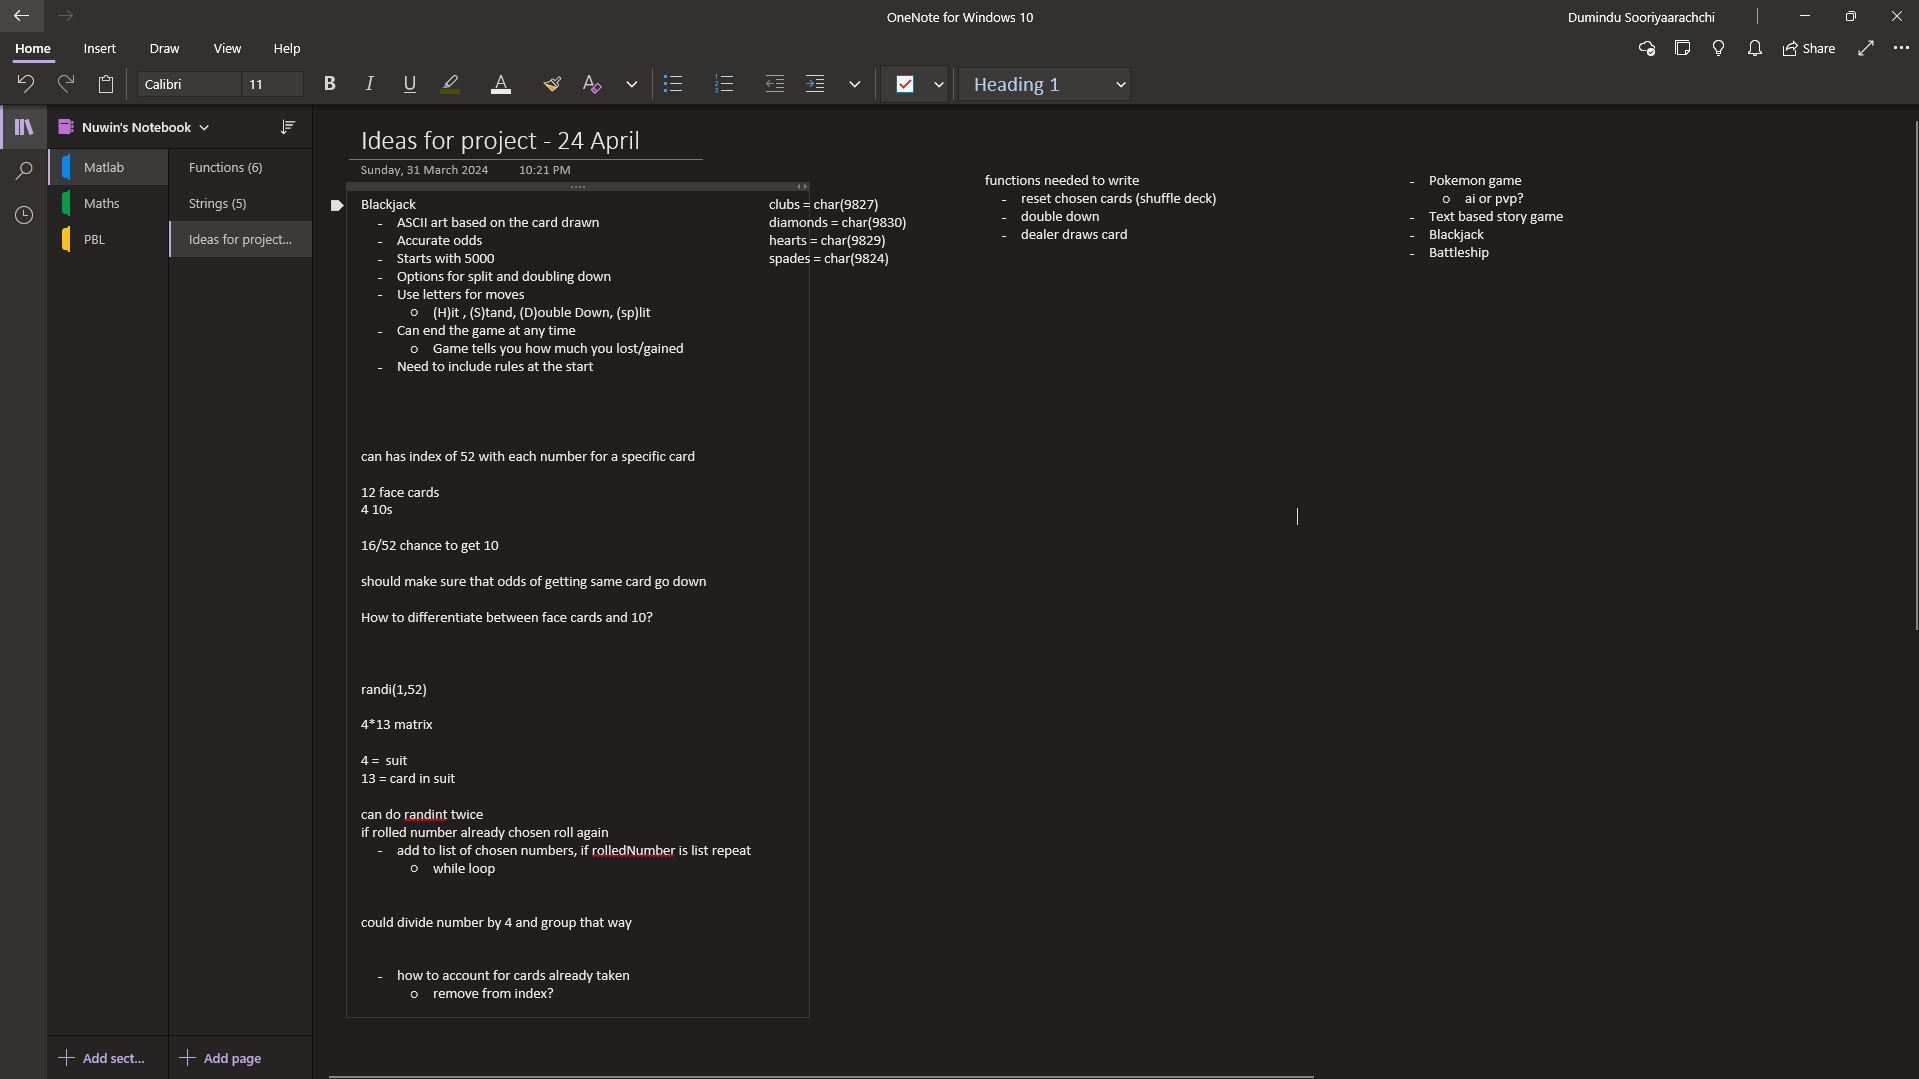 OneNote for Windows 10
Dumindu Sooriyaarachchi
Home Insert Draw View Help
Share
Calibri 11 B I U A A Heading 1
Nuwin's Notebook
Matlab
Maths
PBL
Functions (6)
Strings (5)
Ideas for project...
Ideas for project - 24 April
Sunday, 31 March 2024 10:21 PM
Blackjack
- ASCII art based on the card drawn
- Accurate odds
- Starts with 5000
- Options for split and doubling down
- Use letters for moves
o (H)it , (S)tand, (D)ouble Down, (sp)lit
- Can end the game at any time
o Game tells you how much you lost/gained
- Need to include rules at the start
can has index of 52 with each number for a specific card
12 face cards
4 10s
16/52 chance to get 10
should make sure that odds of getting same card go down
How to differentiate between face cards and 10?
randi(1,52)
4*13 matrix
4 = suit
13 = card in suit
can do randint twice
if rolled number already chosen roll again
- add to list of chosen numbers, if rolledNumber is list repeat
o while loop
could divide number by 4 and group that way
- how to account for cards already taken
o remove from index?
clubs = char(9827)
diamonds = char(9830)
hearts = char(9829)
spades = char(9824)
functions needed to write
- reset chosen cards (shuffle deck)
- double down
- dealer draws card
- Pokemon game
o ai or pvp?
- Text based story game
- Blackjack
- Battleship
Add sect...
Add page